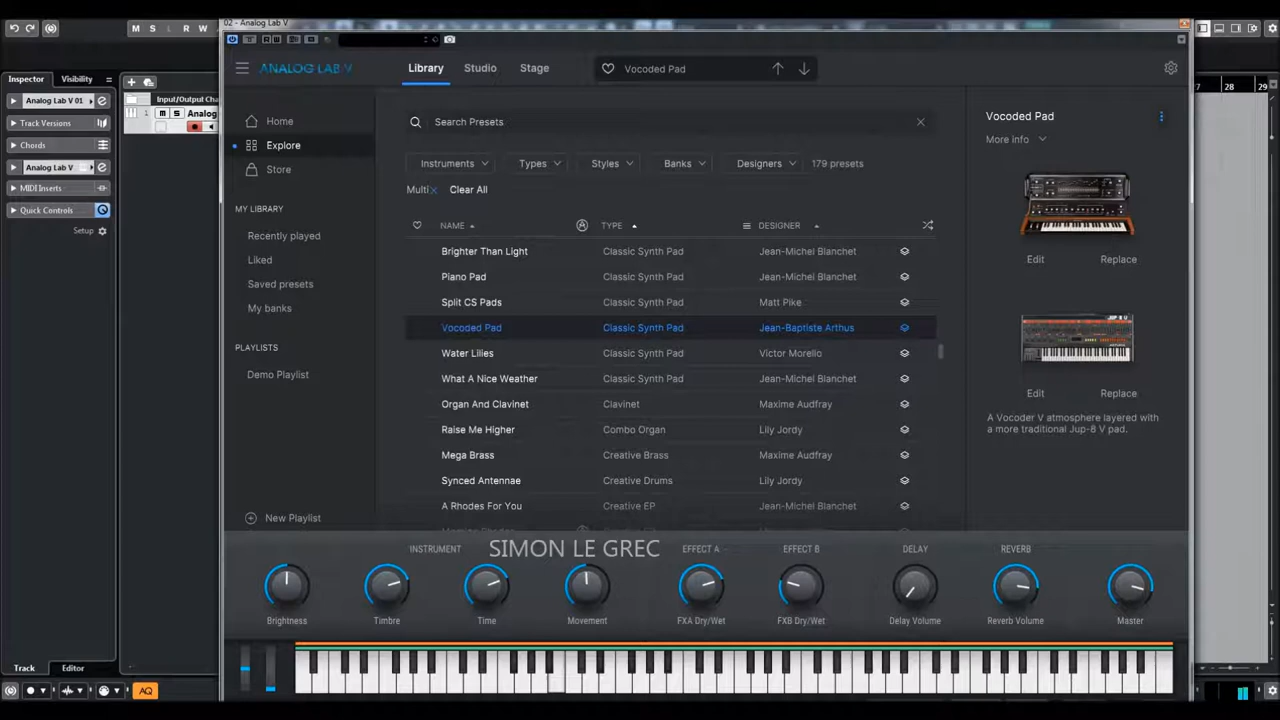 02 - Analog Lab V
M S L R W
Inspector Visibility
Input/Output Cha
Analog Lab V 01
1 M S Analog
Track Versions
Chords
Analog Lab V
MIDI Inserts
Quick Controls
Setup
27 28 29
ANALOG LAB V
Library Studio Stage
Vocoded Pad
Home
Explore
Store
MY LIBRARY
Recently played
Liked
Saved presets
My banks
PLAYLISTS
Demo Playlist
New Playlist
Search Presets
Instruments Types Styles Banks Designers 179 presets
Multi Clear All
NAME TYPE DESIGNER
Brighter Than Light Classic Synth Pad Jean-Michel Blanchet
Piano Pad Classic Synth Pad Jean-Michel Blanchet
Split CS Pads Classic Synth Pad Matt Pike
Vocoded Pad Classic Synth Pad Jean-Baptiste Arthus
Water Lilies Classic Synth Pad Victor Morello
What A Nice Weather Classic Synth Pad Jean-Michel Blanchet
Organ And Clavinet Clavinet Maxime Audfray
Raise Me Higher Combo Organ Lily Jordy
Mega Brass Creative Brass Maxime Audfray
Synced Antennae Creative Drums Lily Jordy
A Rhodes For You Creative EP Jean-Michel Blanchet
Vocoded Pad
More info
Edit Replace
Edit Replace
A Vocoder V atmosphere layered with
a more traditional Jup-8 V pad.
INSTRUMENT SIMON LE GREC EFFECT A EFFECT B DELAY REVERB
Brightness Timbre Time Movement FXA Dry/Wet FXB Dry/Wet Delay Volume Reverb Volume Master
Track Editor
AQ